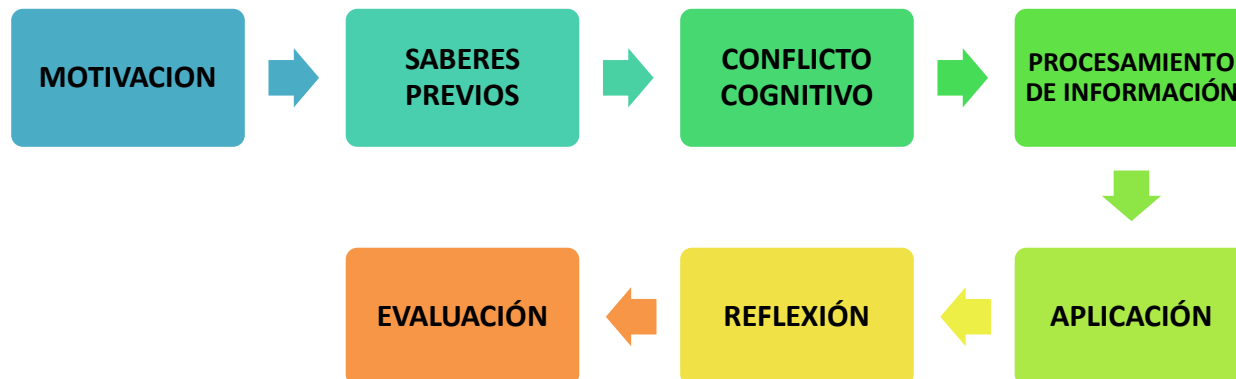 MOTIVACION
SABERES
PREVIOS
CONFLICTO
COGNITIVO
PROCESAMIENTO
DE INFORMACIÓN
APLICACIÓN
REFLEXIÓN
EVALUACIÓN